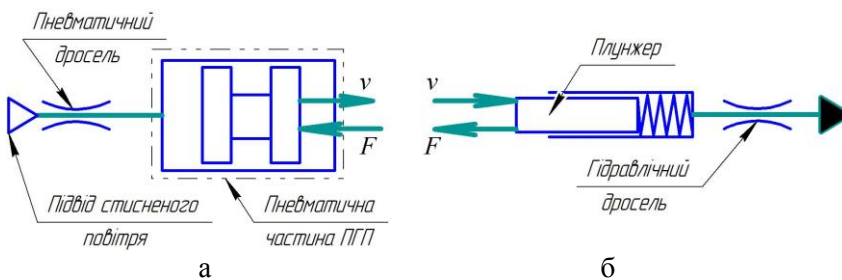 Пневматичний
дросель
v
F
Підвід стисненого
повітря
Пневматична
частина ПГП
а
Плунжер
v
F
Гідравлічний
дросель
б